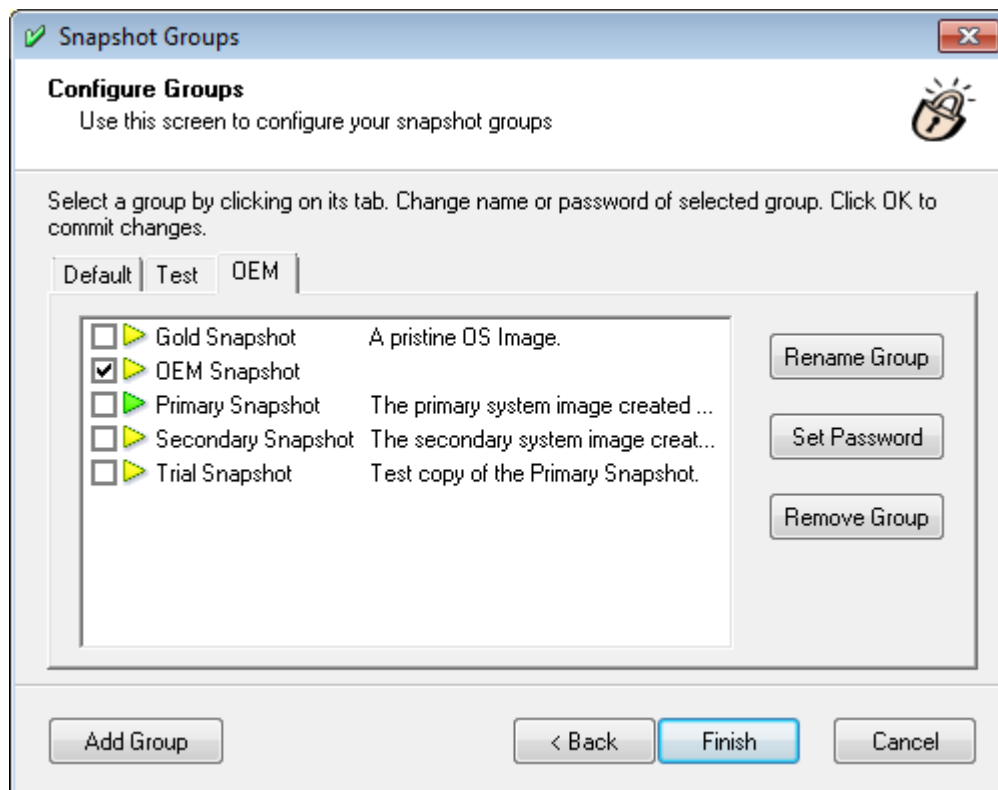 Snapshot Groups
Configure Groups
Use this screen to configure your snapshot groups
Select a group by clicking on its tab. Change name or password of selected group. Click OK to
commit changes.
Default Test OEM
Gold Snapshot A pristine OS Image.
OEM Snapshot
Primary Snapshot The primary system image created ...
Secondary Snapshot The secondary system image creat...
Trial Snapshot Test copy of the Primary Snapshot.
Rename Group
Set Password
Remove Group
Add Group < Back Finish Cancel